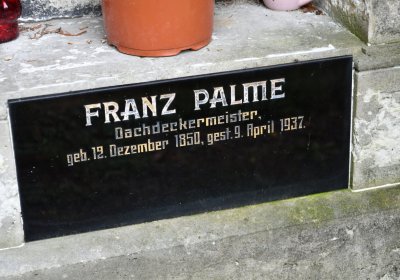 FRANZ PALME
Dachdeckermeister,
geb. 12. Dezember 1850, gest. 9. April 1937.